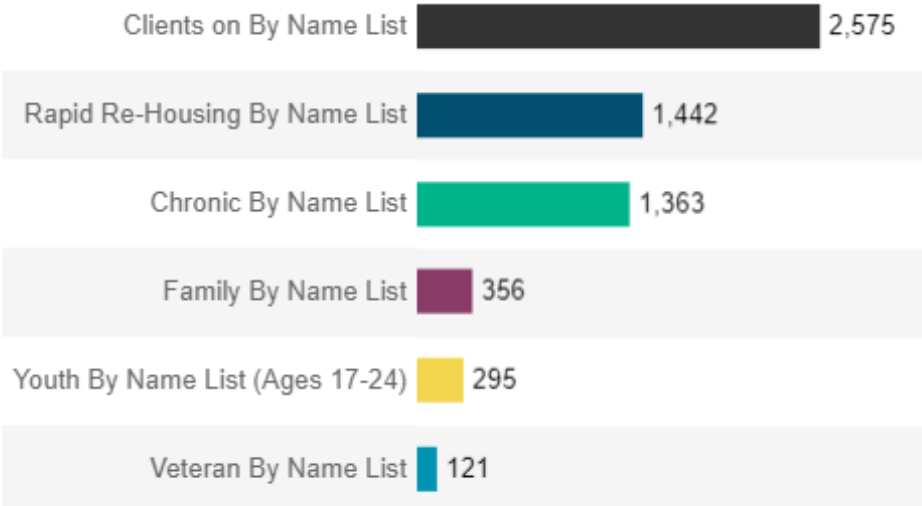 Clients on By Name List 2,575
Rapid Re-Housing By Name List 1,442
Chronic By Name List 1,363
Family By Name List 356
Youth By Name List (Ages 17-24) 295
Veteran By Name List 121